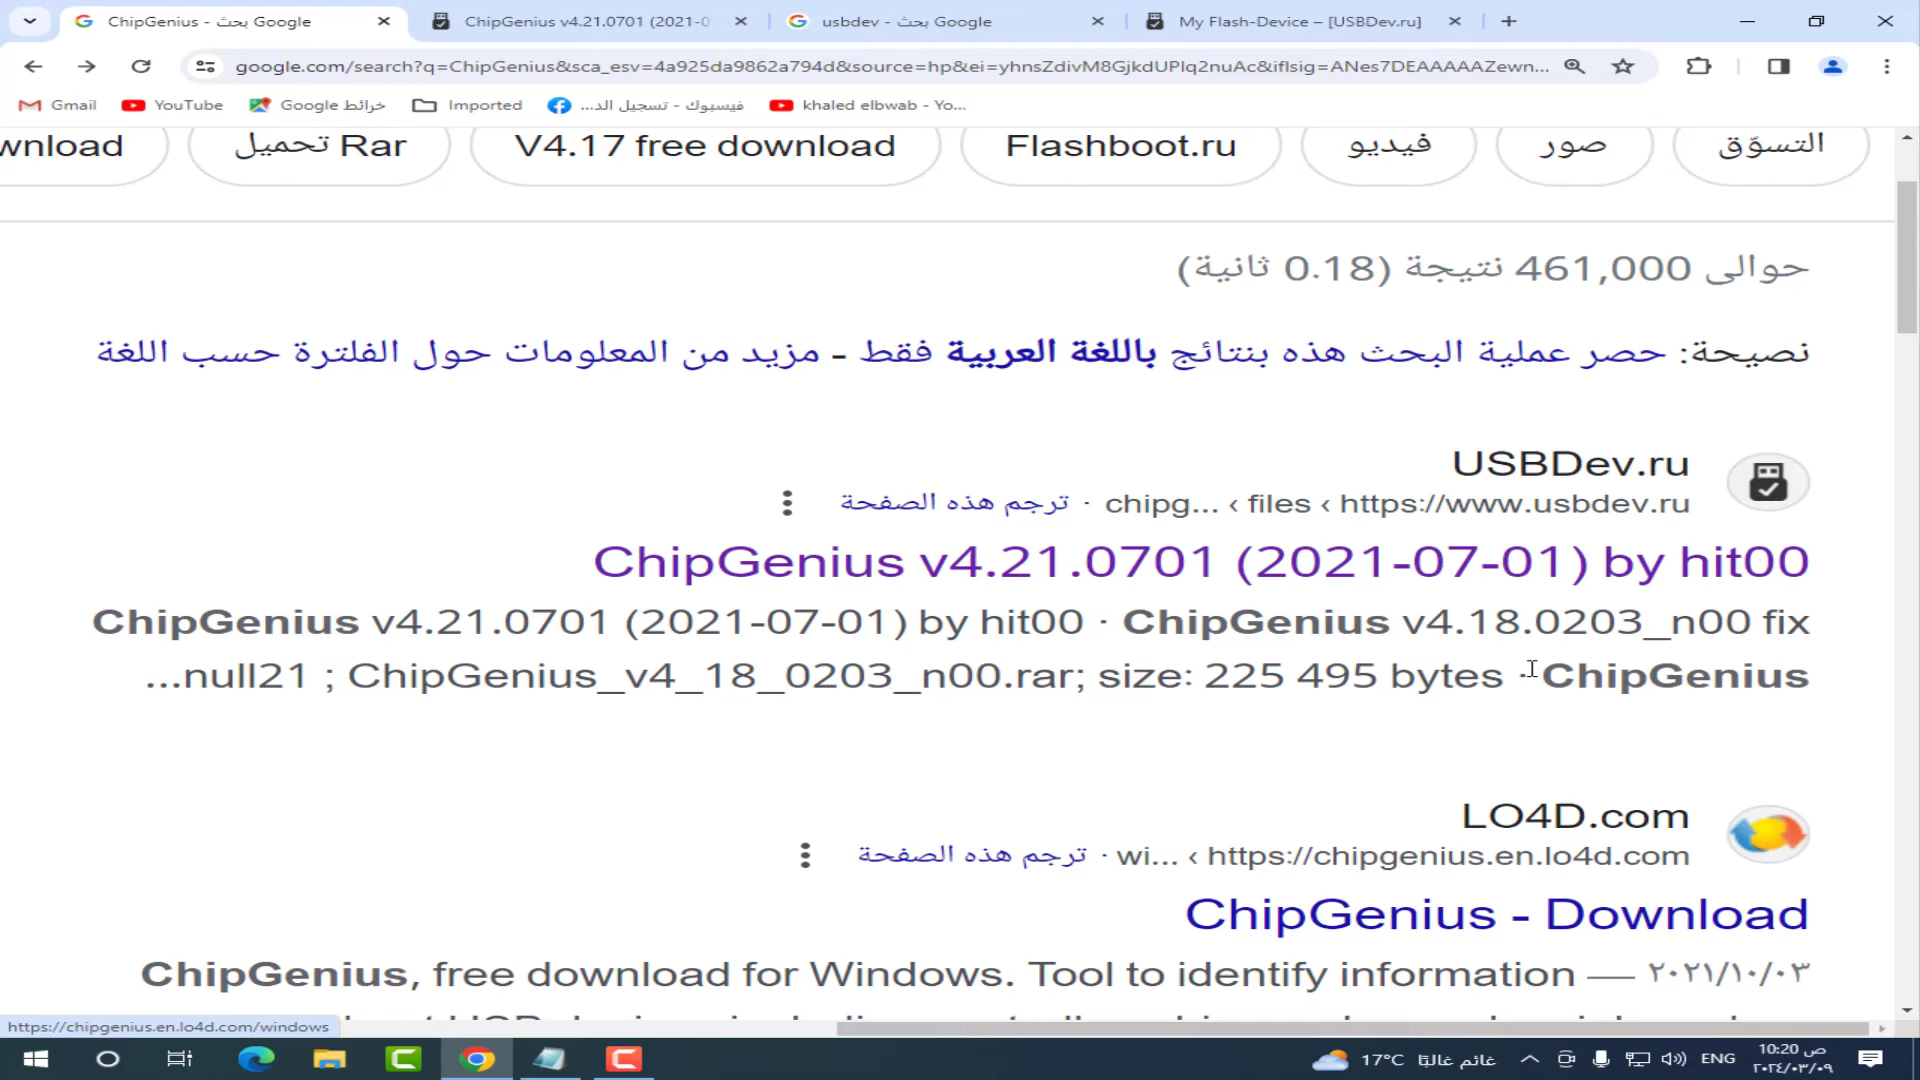 ChipGenius - بحث Google
ChipGenius v4.21.0701 (2021-0
usbdev - بحث Google
My Flash-Device – [USBDev.ru]
google.com/search?q=ChipGenius&sca_esv=4a925da9862a794d&source=hp&ei=yhnsZdivM8GjkdUPlq2nuAc&iflsig=ANes7DEAAAAAZewn...
Gmail
YouTube
خرائط Google
Imported
فيسبوك - تسجيل الد...
khaled elbwab - Yo...
التسوّق
صور
فيديو
Flashboot.ru
V4.17 free download
تحميل Rar
wnload
حوالى 461,000 نتيجة (0.18 ثانية)
نصيحة: حصر عملية البحث هذه بنتائج باللغة العربية فقط - مزيد من المعلومات حول الفلترة حسب اللغة
USBDev.ru
https://www.usbdev.ru › files › chipg... · ترجم هذه الصفحة
ChipGenius v4.21.0701 (2021-07-01) by hit00
ChipGenius v4.21.0701 (2021-07-01) by hit00 · ChipGenius v4.18.0203_n00 fix
...null21 ; ChipGenius_v4_18_0203_n00.rar; size: 225 495 bytes · ChipGenius
LO4D.com
https://chipgenius.en.lo4d.com › wi... · ترجم هذه الصفحة
ChipGenius - Download
٢٠٢١/١٠/٠٣ — ChipGenius, free download for Windows. Tool to identify information
https://chipgenius.en.lo4d.com/windows
17°C غائم غالبًا
ENG
10:20 ص
٢٠٢٤/٠٣/٠٩